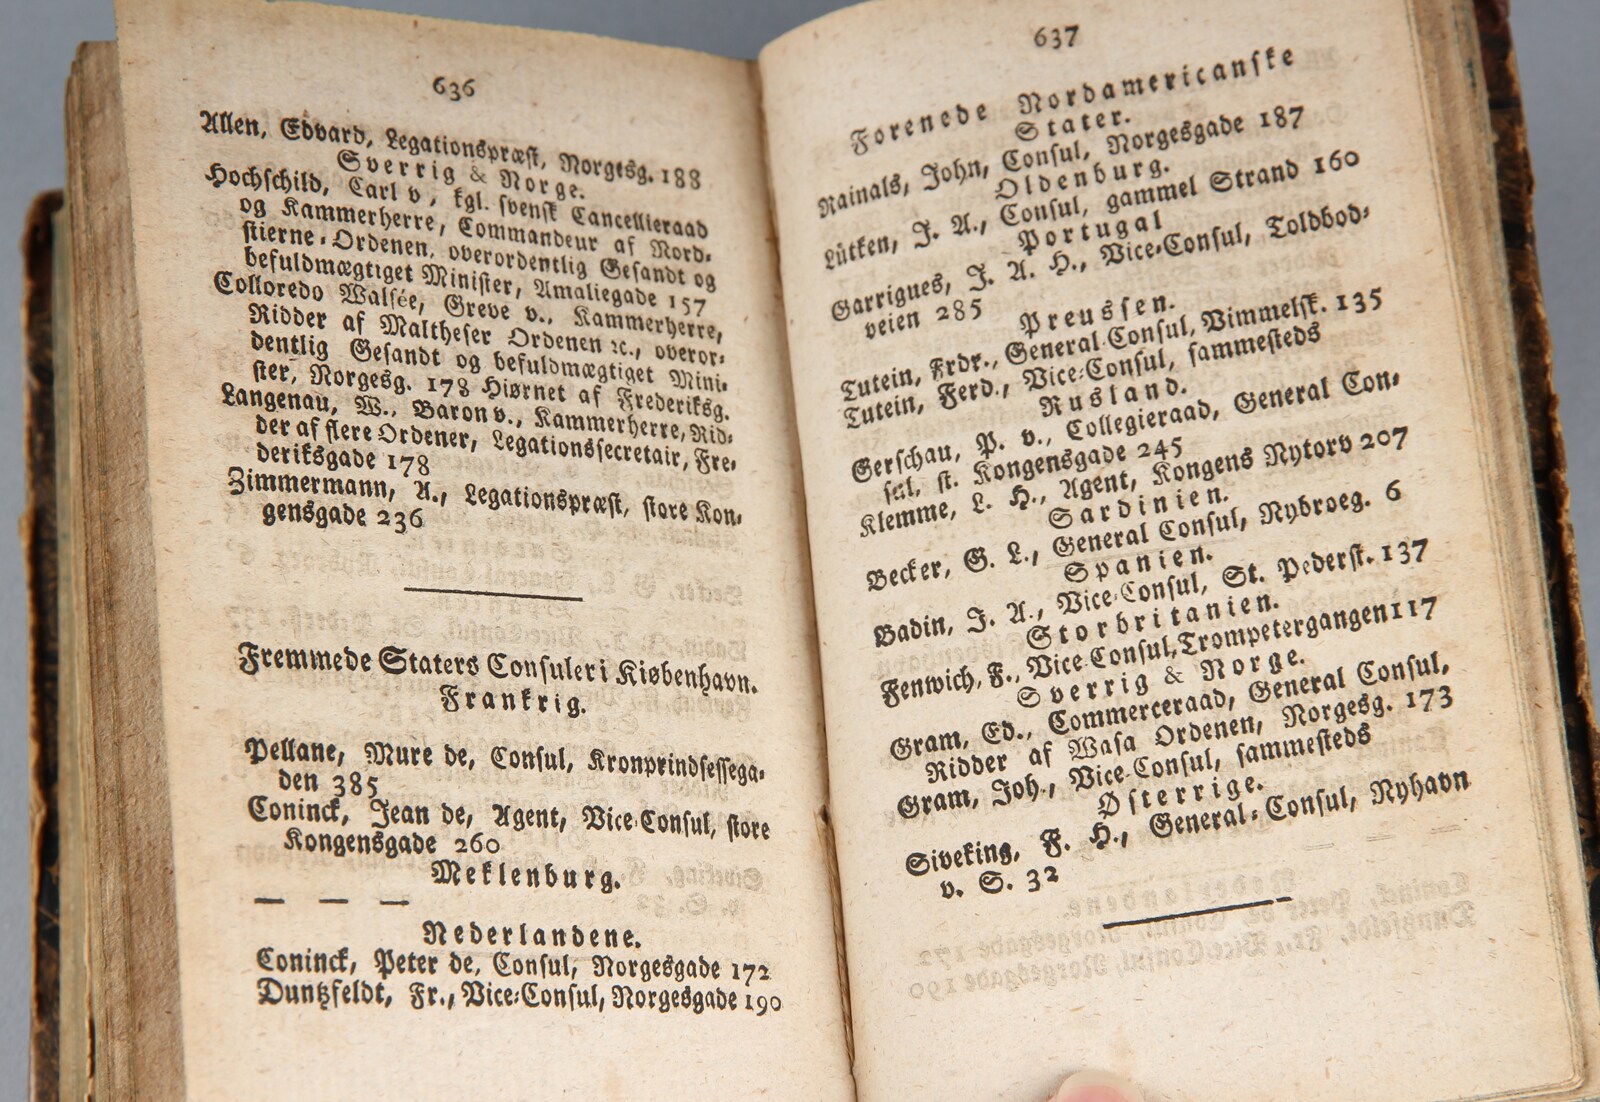 636
Allen, Edvard, Legationspræst, Norgesg. 188
Sverrig & Norge.
Hochschild, Carl v, kgl. svensk Cancellieraad
og Kammerherre, Commandeur af Nord-
stierne-Ordenen, overordentlig Gesandt og
befuldmægtiget Minister, Amaliegade 157
Colloredo Walsée, Greve v., Kammerherre,
Ridder af Maltheser Ordenen ꝛc., overor-
dentlig Gesandt og befuldmægtiget Mini-
ster, Norgesg. 178 Hiørnet af Frederiksg.
Langenau, W., Baron v., Kammerherre, Rid-
der af flere Ordener, Legationssecretair, Fre-
deriksgade 178
Zimmermann, A., Legationspræst, store Kon-
gensgade 236
Fremmede Staters Consuler i Kiøbenhavn.
Frankrig.
Pellane, Mure de, Consul, Kronprindsessega-
den 385
Coninck, Jean de, Agent, Vice-Consul, store
Kongensgade 260
Meklenburg.
— — —
Nederlandene.
Coninck, Peter de, Consul, Norgesgade 172
Duntzfeldt, Fr., Vice-Consul, Norgesgade 190
637
Forenede Nordamericanske
Stater.
Rainals, John, Consul, Norgesgade 187
Oldenburg.
Lütken, J. A., Consul, gammel Strand 160
Portugal
Garrigues, J. A. H., Vice-Consul, Toldbod-
veien 285
Preussen.
Tutein, Frdr., General-Consul, Vimmelsk. 135
Tutein, Ferd., Vice-Consul, sammesteds
Rusland.
Gerschau, P. v., Collegieraad, General Con-
sul, st. Kongensgade 245
Klemme, L. H., Agent, Kongens Nytorv 207
Sardinien.
Becker, G. L., General Consul, Nybroeg. 6
Spanien.
Badin, J. A., Vice-Consul, St. Pederst. 137
Storbritanien.
Fenwich, F., Vice-Consul, Trompetergangen 117
Sverrig & Norge.
Gram, Ed., Commerceraad, General Consul,
Ridder af Wasa Ordenen, Norgesg. 173
Gram, Joh., Vice-Consul, sammesteds
Østerrige.
Siveking, F. H., General-Consul, Nyhavn
v. S. 32